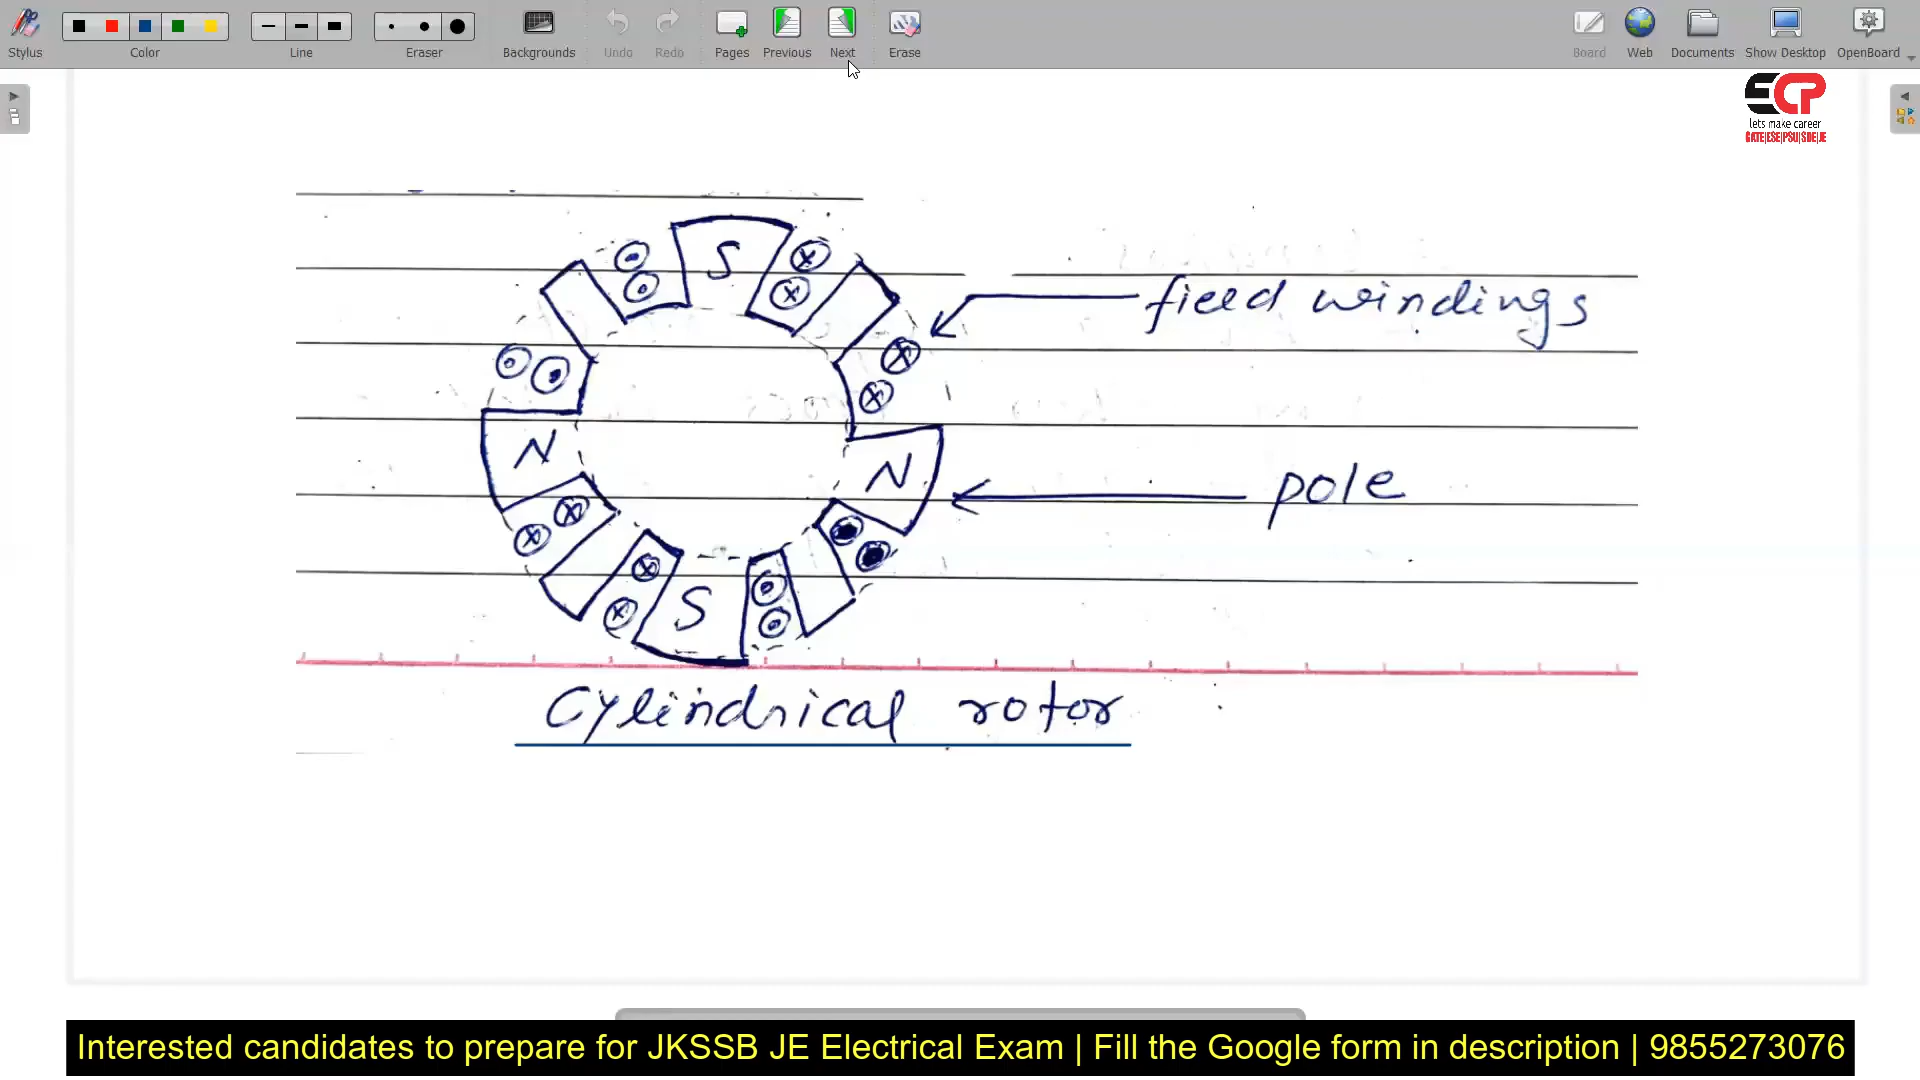 Stylus
Color
Line
Eraser
Backgrounds
Undo
Redo
Pages
Previous
Next
Erase
Board
Web
Documents
Show Desktop
OpenBoard
ECP
lets make career
GATE|ESE|PSU|SDE|JE
S
field windings
N
N
pole
S
Cylindrical rotor
Interested candidates to prepare for JKSSB JE Electrical Exam | Fill the Google form in description | 9855273076